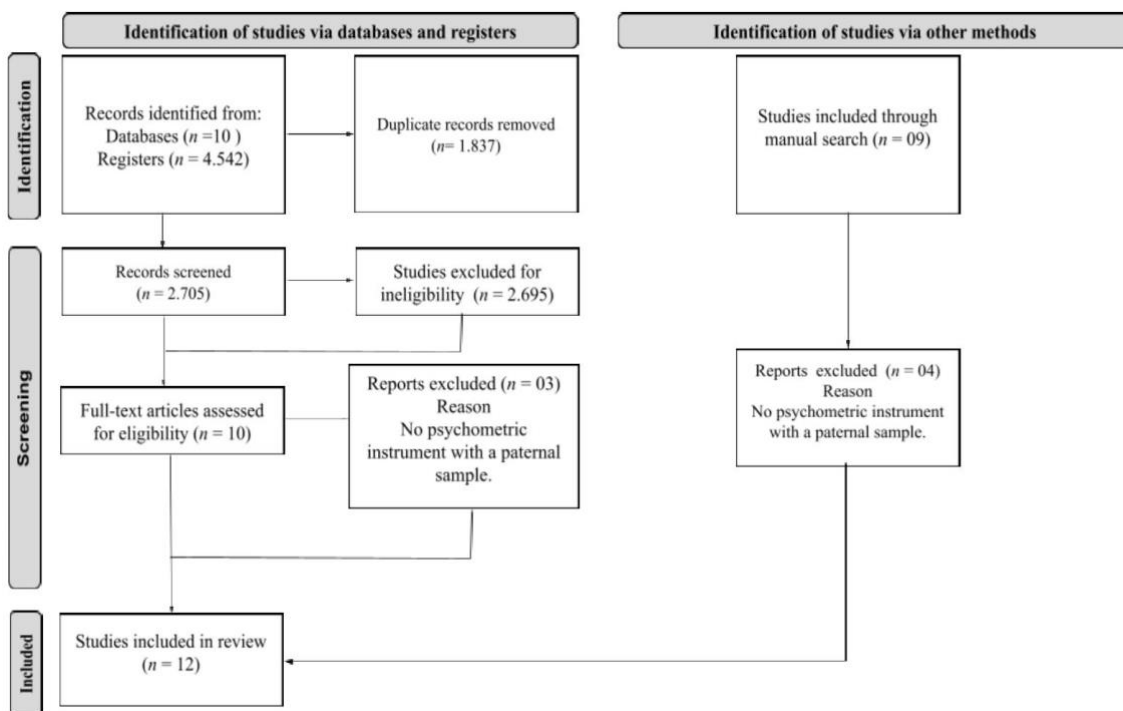 Identification of studies via databases and registers
Identification of studies via other methods
Identification
Records identified from:
Databases (n =10 )
Registers (n = 4.542)
Duplicate records removed
(n= 1.837)
Studies included through
manual search (n = 09)
Screening
Records screened
(n = 2.705)
Studies excluded for
ineligibility (n = 2.695)
Full-text articles assessed
for eligibility (n = 10)
Reports excluded (n = 03)
Reason
No psychometric
instrument with a paternal
sample.
Reports excluded (n = 04)
Reason
No psychometric instrument
with a paternal sample.
Included
Studies included in review
(n = 12)